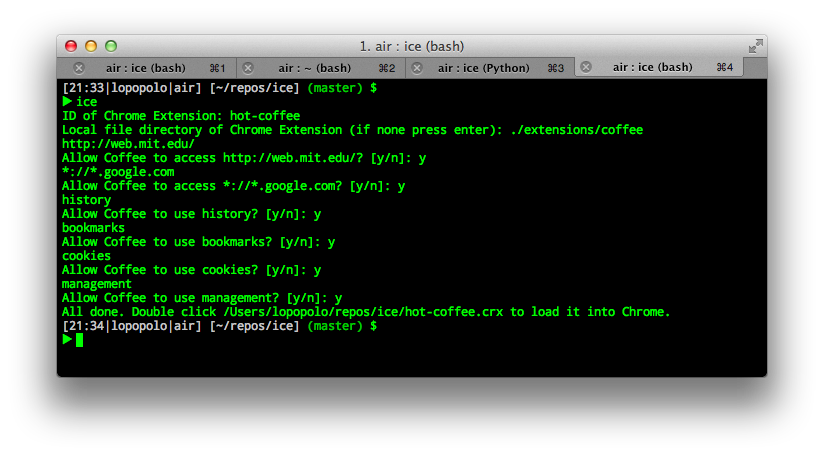 1. air : ice (bash)
air : ice (bash) ⌘1 air : ~ (bash) ⌘2 air : ice (Python) ⌘3 air : ice (bash) ⌘4
[21:33|lopopolo|air] [~/repos/ice] (master) $
▶ ice
ID of Chrome Extension: hot-coffee
Local file directory of Chrome Extension (if none press enter): ./extensions/coffee
http://web.mit.edu/
Allow Coffee to access http://web.mit.edu/? [y/n]: y
*://*.google.com
Allow Coffee to access *://*.google.com? [y/n]: y
history
Allow Coffee to use history? [y/n]: y
bookmarks
Allow Coffee to use bookmarks? [y/n]: y
cookies
Allow Coffee to use cookies? [y/n]: y
management
Allow Coffee to use management? [y/n]: y
All done. Double click /Users/lopopolo/repos/ice/hot-coffee.crx to load it into Chrome.
[21:34|lopopolo|air] [~/repos/ice] (master) $
▶